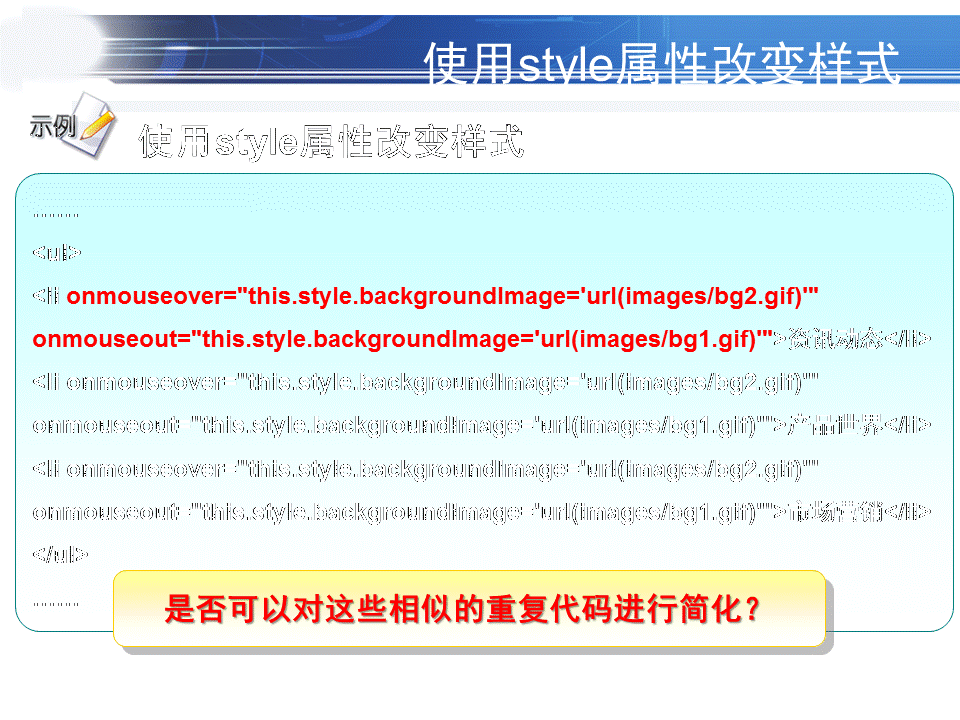 使用style属性改变样式
示例
使用style属性改变样式
......
<ul>
<li onmouseover="this.style.backgroundImage='url(images/bg2.gif)'"
onmouseout="this.style.backgroundImage='url(images/bg1.gif)'">资讯动态</li>
<li onmouseover="this.style.backgroundImage='url(images/bg2.gif)'"
onmouseout="this.style.backgroundImage='url(images/bg1.gif)'">产品世界</li>
<li onmouseover="this.style.backgroundImage='url(images/bg2.gif)'"
onmouseout="this.style.backgroundImage='url(images/bg1.gif)'">市场营销</li>
</ul>
......
是否可以对这些相似的重复代码进行简化？